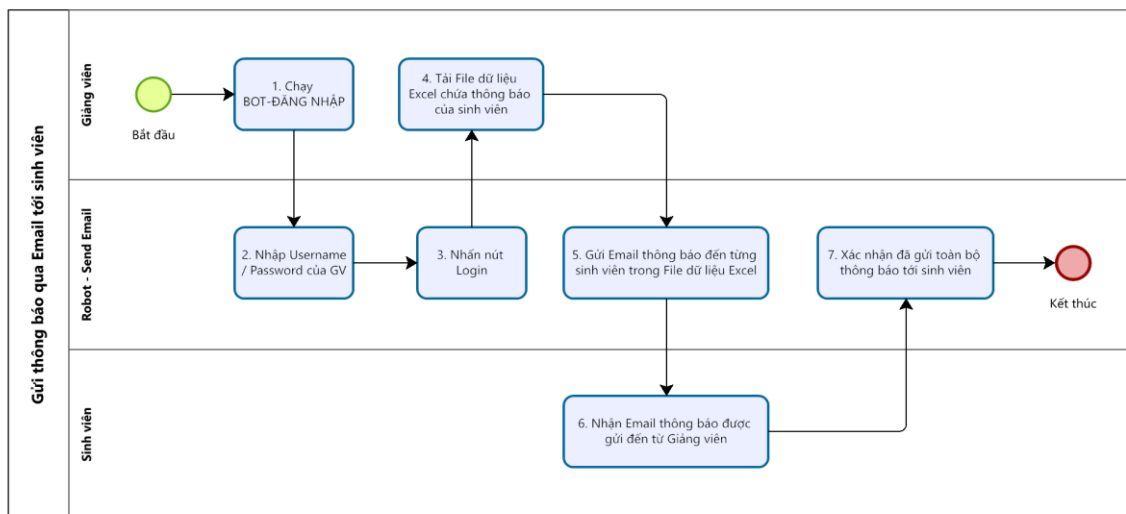 Gửi thông báo qua Email tới sinh viên
Giảng viên
Bắt đầu
1. Chạy
BOT-ĐĂNG NHẬP
4. Tải File dữ liệu
Excel chứa thông báo
của sinh viên
Robot - Send Email
2. Nhập Username
/ Password của GV
3. Nhấn nút
Login
5. Gửi Email thông báo đến từng
sinh viên trong File dữ liệu Excel
7. Xác nhận đã gửi toàn bộ
thông báo tới sinh viên
Kết thúc
Sinh viên
6. Nhận Email thông báo được
gửi đến từ Giảng viên